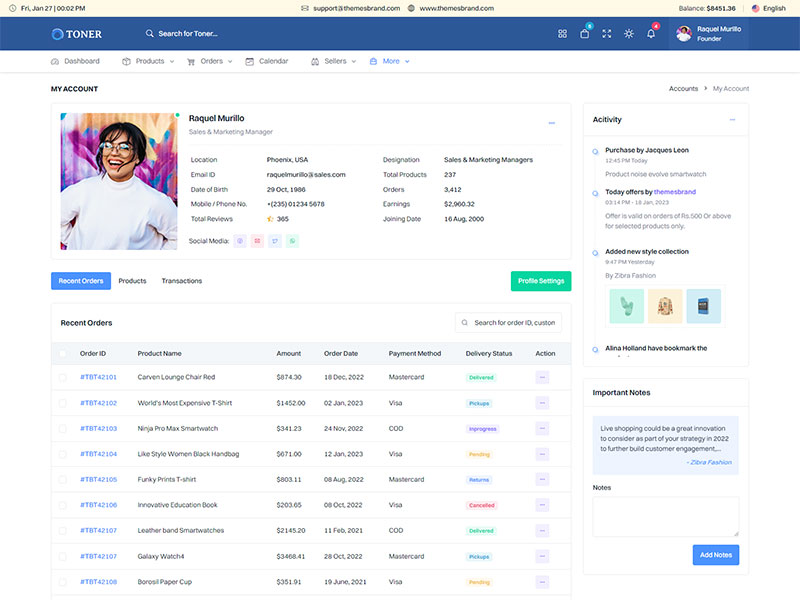 Fri, Jan 27 | 00:02 PM
support@themesbrand.com
www.themesbrand.com
Balance: $8451.36
English
TONER
Search for Toner...
6
4
Raquel Murillo
Founder
Dashboard
Products
Orders
Calendar
Sellers
More
MY ACCOUNT
Accounts > My Account
Raquel Murillo
Sales & Marketing Manager
Location Phoenix, USA Designation Sales & Marketing Managers
Email ID raquelmurillo@sales.com Total Products 237
Date of Birth 29 Oct, 1986 Orders 3,412
Mobile / Phone No. +(235) 01234 5678 Earnings $2,960.32
Total Reviews 365 Joining Date 16 Aug, 2000
Social Media:
Acitivity
Purchase by Jacques Leon
12:45 PM Today
Product noise evolve smartwatch
Today offers by themesbrand
03:14 PM - 18 Jan, 2023
Offer is valid on orders of Rs.500 Or above
for selected products only.
Added new style collection
9:47 PM Yesterday
By Zibra Fashion
Alina Holland have bookmark the
Recent Orders
Products
Transactions
Profile Settings
Recent Orders
Search for order ID, custom
Order ID Product Name Amount Order Date Payment Method Delivery Status Action
#TBT42101 Carven Lounge Chair Red $874.30 18 Dec, 2022 Mastercard Delivered
#TBT42102 World's Most Expensive T-Shirt $1452.00 02 Jan, 2023 Visa Pickups
#TBT42103 Ninja Pro Max Smartwatch $341.23 24 Nov, 2022 COD Inprogress
#TBT42104 Like Style Women Black Handbag $671.00 12 Jan, 2023 Visa Pending
#TBT42105 Funky Prints T-shirt $803.11 08 Aug, 2022 Mastercard Returns
#TBT42106 Innovative Education Book $203.65 08 Oct, 2022 Visa Cancelled
#TBT42107 Leather band Smartwatches $2145.20 11 Feb, 2021 COD Delivered
#TBT42107 Galaxy Watch4 $3468.41 28 Oct, 2022 Mastercard Pickups
#TBT42108 Borosil Paper Cup $351.91 19 June, 2021 Visa Pending
Important Notes
Live shopping could be a great innovation
to consider as part of your strategy in 2022
to further build customer engagement,...
- Zibra Fashion
Notes
Add Notes